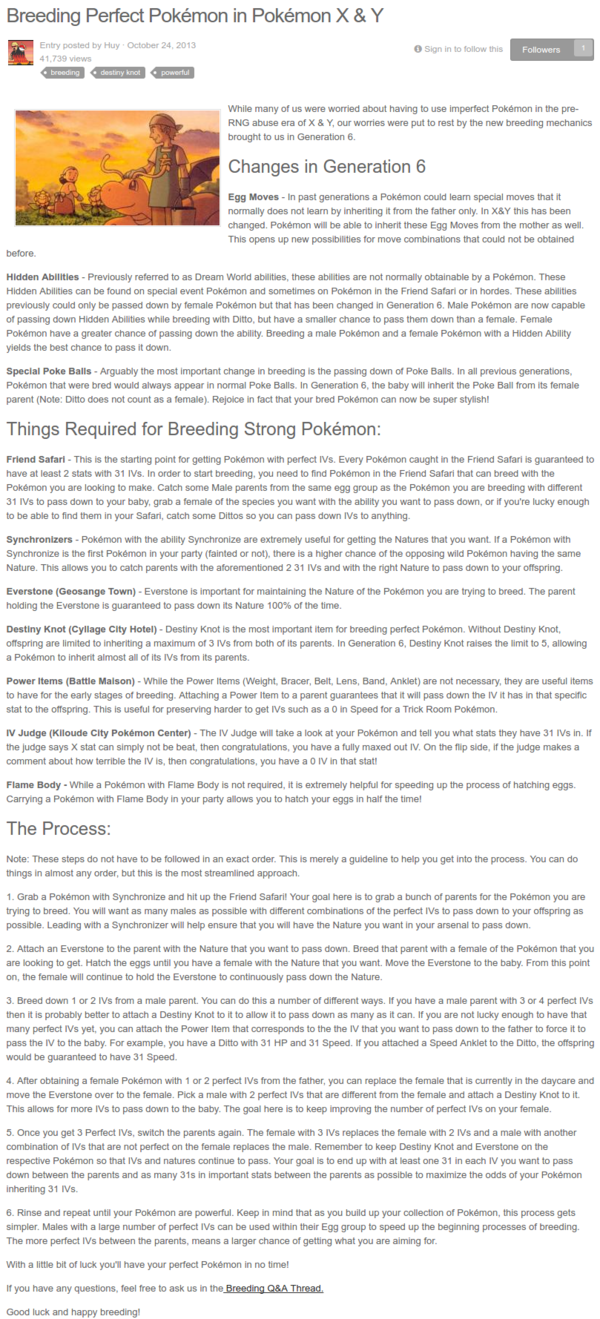 Breeding Perfect Pokémon in Pokémon X & Y
Entry posted by Huy · October 24, 2013
41,739 views
breeding
destiny knot
powerful
Sign in to follow this
Followers
1
While many of us were worried about having to use imperfect Pokémon in the pre-
RNG abuse era of X & Y, our worries were put to rest by the new breeding mechanics
brought to us in Generation 6.
Changes in Generation 6
Egg Moves - In past generations a Pokémon could learn special moves that it
normally does not learn by inheriting it from the father only. In X&Y this has been
changed. Pokémon will be able to inherit these Egg Moves from the mother as well.
This opens up new possibilities for move combinations that could not be obtained
before.
Hidden Abilities - Previously referred to as Dream World abilities, these abilities are not normally obtainable by a Pokémon. These
Hidden Abilities can be found on special event Pokémon and sometimes on Pokémon in the Friend Safari or in hordes. These abilities
previously could only be passed down by female Pokémon but that has been changed in Generation 6. Male Pokémon are now capable
of passing down Hidden Abilities while breeding with Ditto, but have a smaller chance to pass them down than a female. Female
Pokémon have a greater chance of passing down the ability. Breeding a male Pokémon and a female Pokémon with a Hidden Ability
yields the best chance to pass it down.
Special Poke Balls - Arguably the most important change in breeding is the passing down of Poke Balls. In all previous generations,
Pokémon that were bred would always appear in normal Poke Balls. In Generation 6, the baby will inherit the Poke Ball from its female
parent (Note: Ditto does not count as a female). Rejoice in fact that your bred Pokémon can now be super stylish!
Things Required for Breeding Strong Pokémon:
Friend Safari - This is the starting point for getting Pokémon with perfect IVs. Every Pokémon caught in the Friend Safari is guaranteed to
have at least 2 stats with 31 IVs. In order to start breeding, you need to find Pokémon in the Friend Safari that can breed with the
Pokémon you are looking to make. Catch some Male parents from the same egg group as the Pokémon you are breeding with different
31 IVs to pass down to your baby, grab a female of the species you want with the ability you want to pass down, or if you're lucky enough
to be able to find them in your Safari, catch some Dittos so you can pass down IVs to anything.
Synchronizers - Pokémon with the ability Synchronize are extremely useful for getting the Natures that you want. If a Pokémon with
Synchronize is the first Pokémon in your party (fainted or not), there is a higher chance of the opposing wild Pokémon having the same
Nature. This allows you to catch parents with the aforementioned 2 31 IVs and with the right Nature to pass down to your offspring.
Everstone (Geosange Town) - Everstone is important for maintaining the Nature of the Pokémon you are trying to breed. The parent
holding the Everstone is guaranteed to pass down its Nature 100% of the time.
Destiny Knot (Cyllage City Hotel) - Destiny Knot is the most important item for breeding perfect Pokémon. Without Destiny Knot,
offspring are limited to inheriting a maximum of 3 IVs from both of its parents. In Generation 6, Destiny Knot raises the limit to 5, allowing
a Pokémon to inherit almost all of its IVs from its parents.
Power Items (Battle Maison) - While the Power Items (Weight, Bracer, Belt, Lens, Band, Anklet) are not necessary, they are useful items
to have for the early stages of breeding. Attaching a Power Item to a parent guarantees that it will pass down the IV it has in that specific
stat to the offspring. This is useful for preserving harder to get IVs such as a 0 in Speed for a Trick Room Pokémon.
IV Judge (Kiloude City Pokémon Center) - The IV Judge will take a look at your Pokémon and tell you what stats they have 31 IVs in. If
the judge says X stat can simply not be beat, then congratulations, you have a fully maxed out IV. On the flip side, if the judge makes a
comment about how terrible the IV is, then congratulations, you have a 0 IV in that stat!
Flame Body - While a Pokémon with Flame Body is not required, it is extremely helpful for speeding up the process of hatching eggs.
Carrying a Pokémon with Flame Body in your party allows you to hatch your eggs in half the time!
The Process:
Note: These steps do not have to be followed in an exact order. This is merely a guideline to help you get into the process. You can do
things in almost any order, but this is the most streamlined approach.
1. Grab a Pokémon with Synchronize and hit up the Friend Safari! Your goal here is to grab a bunch of parents for the Pokémon you are
trying to breed. You will want as many males as possible with different combinations of the perfect IVs to pass down to your offspring as
possible. Leading with a Synchronizer will help ensure that you will have the Nature you want in your arsenal to pass down.
2. Attach an Everstone to the parent with the Nature that you want to pass down. Breed that parent with a female of the Pokémon that you
are looking to get. Hatch the eggs until you have a female with the Nature that you want. Move the Everstone to the baby. From this point
on, the female will continue to hold the Everstone to continuously pass down the Nature.
3. Breed down 1 or 2 IVs from a male parent. You can do this a number of different ways. If you have a male parent with 3 or 4 perfect IVs
then it is probably better to attach a Destiny Knot to it to allow it to pass down as many as it can. If you are not lucky enough to have that
many perfect IVs yet, you can attach the Power Item that corresponds to the the IV that you want to pass down to the father to force it to
pass the IV to the baby. For example, you have a Ditto with 31 HP and 31 Speed. If you attached a Speed Anklet to the Ditto, the offspring
would be guaranteed to have 31 Speed.
4. After obtaining a female Pokémon with 1 or 2 perfect IVs from the father, you can replace the female that is currently in the daycare and
move the Everstone over to the female. Pick a male with 2 perfect IVs that are different from the female and attach a Destiny Knot to it.
This allows for more IVs to pass down to the baby. The goal here is to keep improving the number of perfect IVs on your female.
5. Once you get 3 Perfect IVs, switch the parents again. The female with 3 IVs replaces the female with 2 IVs and a male with another
combination of IVs that are not perfect on the female replaces the male. Remember to keep Destiny Knot and Everstone on the
respective Pokémon so that IVs and natures continue to pass. Your goal is to end up with at least one 31 in each IV you want to pass
down between the parents and as many 31s in important stats between the parents as possible to maximize the odds of your Pokémon
inheriting 31 IVs.
6. Rinse and repeat until your Pokémon are powerful. Keep in mind that as you build up your collection of Pokémon, this process gets
simpler. Males with a large number of perfect IVs can be used within their Egg group to speed up the beginning processes of breeding.
The more perfect IVs between the parents, means a larger chance of getting what you are aiming for.
With a little bit of luck you'll have your perfect Pokémon in no time!
If you have any questions, feel free to ask us in the Breeding Q&A Thread.
Good luck and happy breeding!